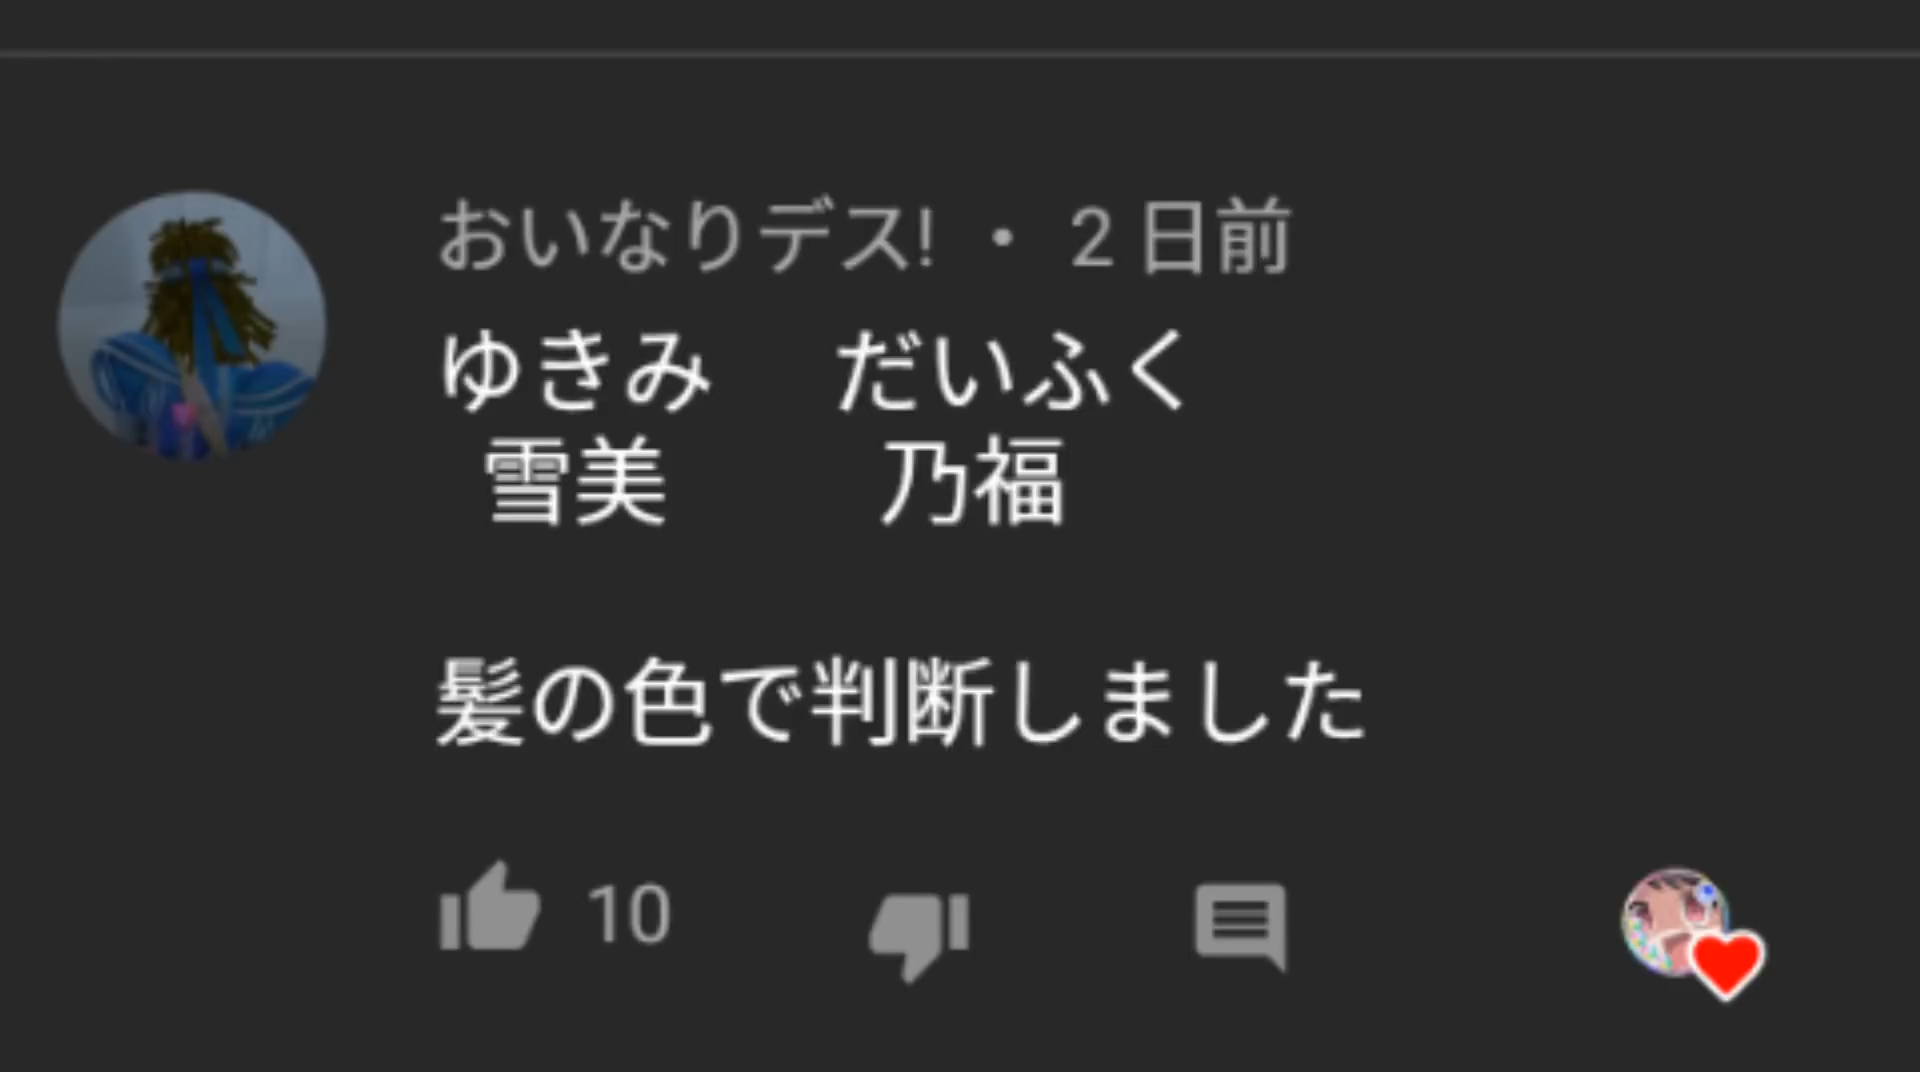 おいなりデス! ・ 2 日前
ゆきみ　だいふく
雪美　乃福
髪の色で判断しました
10